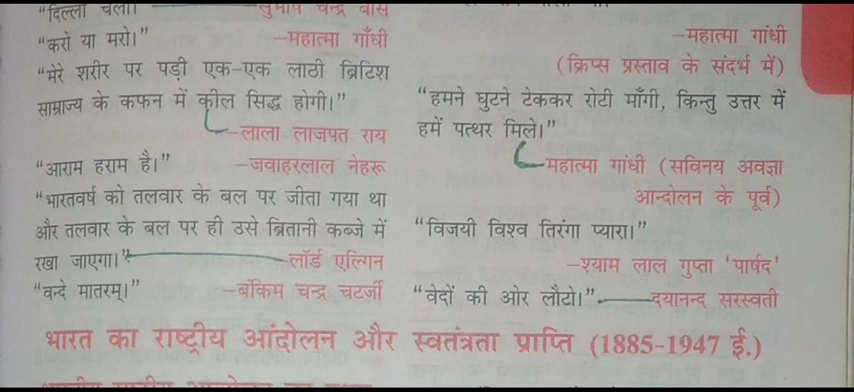 “दिल्ली चलो।” —सुभाष चन्द्र बोस
“करो या मरो।” —महात्मा गाँधी
“मेरे शरीर पर पड़ी एक-एक लाठी ब्रिटिश
साम्राज्य के कफन में कील सिद्ध होगी।”
—लाला लाजपत राय
“आराम हराम है।” —जवाहरलाल नेहरू
“भारतवर्ष को तलवार के बल पर जीता गया था
और तलवार के बल पर ही उसे ब्रितानी कब्जे में
रखा जाएगा।” —लॉर्ड एल्गिन
“वन्दे मातरम्।” —बंकिम चन्द्र चटर्जी
—महात्मा गांधी
(क्रिप्स प्रस्ताव के संदर्भ में)
“हमने घुटने टेककर रोटी माँगी, किन्तु उत्तर में
हमें पत्थर मिले।”
—महात्मा गांधी (सविनय अवज्ञा
आन्दोलन के पूर्व)
“विजयी विश्व तिरंगा प्यारा।”
—श्याम लाल गुप्ता ‘पार्षद’
“वेदों की ओर लौटो।” —दयानन्द सरस्वती
भारत का राष्ट्रीय आंदोलन और स्वतंत्रता प्राप्ति (1885-1947 ई.)